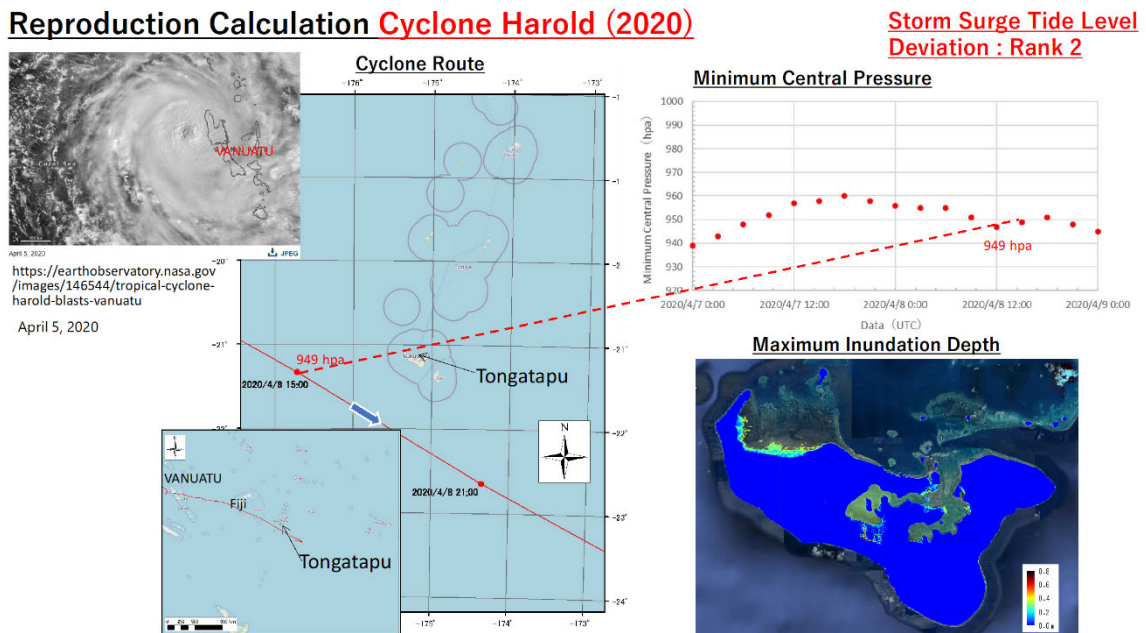 Reproduction Calculation Cyclone Harold (2020)
Storm Surge Tide Level
Deviation : Rank 2
VANUATU
April 5, 2020
JPEG
https://earthobservatory.nasa.gov
/images/146544/tropical-cyclone-
harold-blasts-vanuatu
April 5, 2020
Cyclone Route
-176° -175° -174° -173°
-1
-1
-20°
-21° -21°
-22° -22°
-23°
-24°
-175° -174° -173°
949 hpa
2020/4/8 15:00
Tongatapu
2020/4/8 21:00
VANUATU
Fiji
Tongatapu
Minimum Central Pressure
Minimum Central Pressure (hpa)
1000
990
980
970
960
950
940
930
920
949 hpa
2020/4/7 0:00 2020/4/7 12:00 2020/4/8 0:00 2020/4/8 12:00 2020/4/9 0:00
Data (UTC)
Maximum Inundation Depth
0.8
0.6
0.4
0.2
0.0m